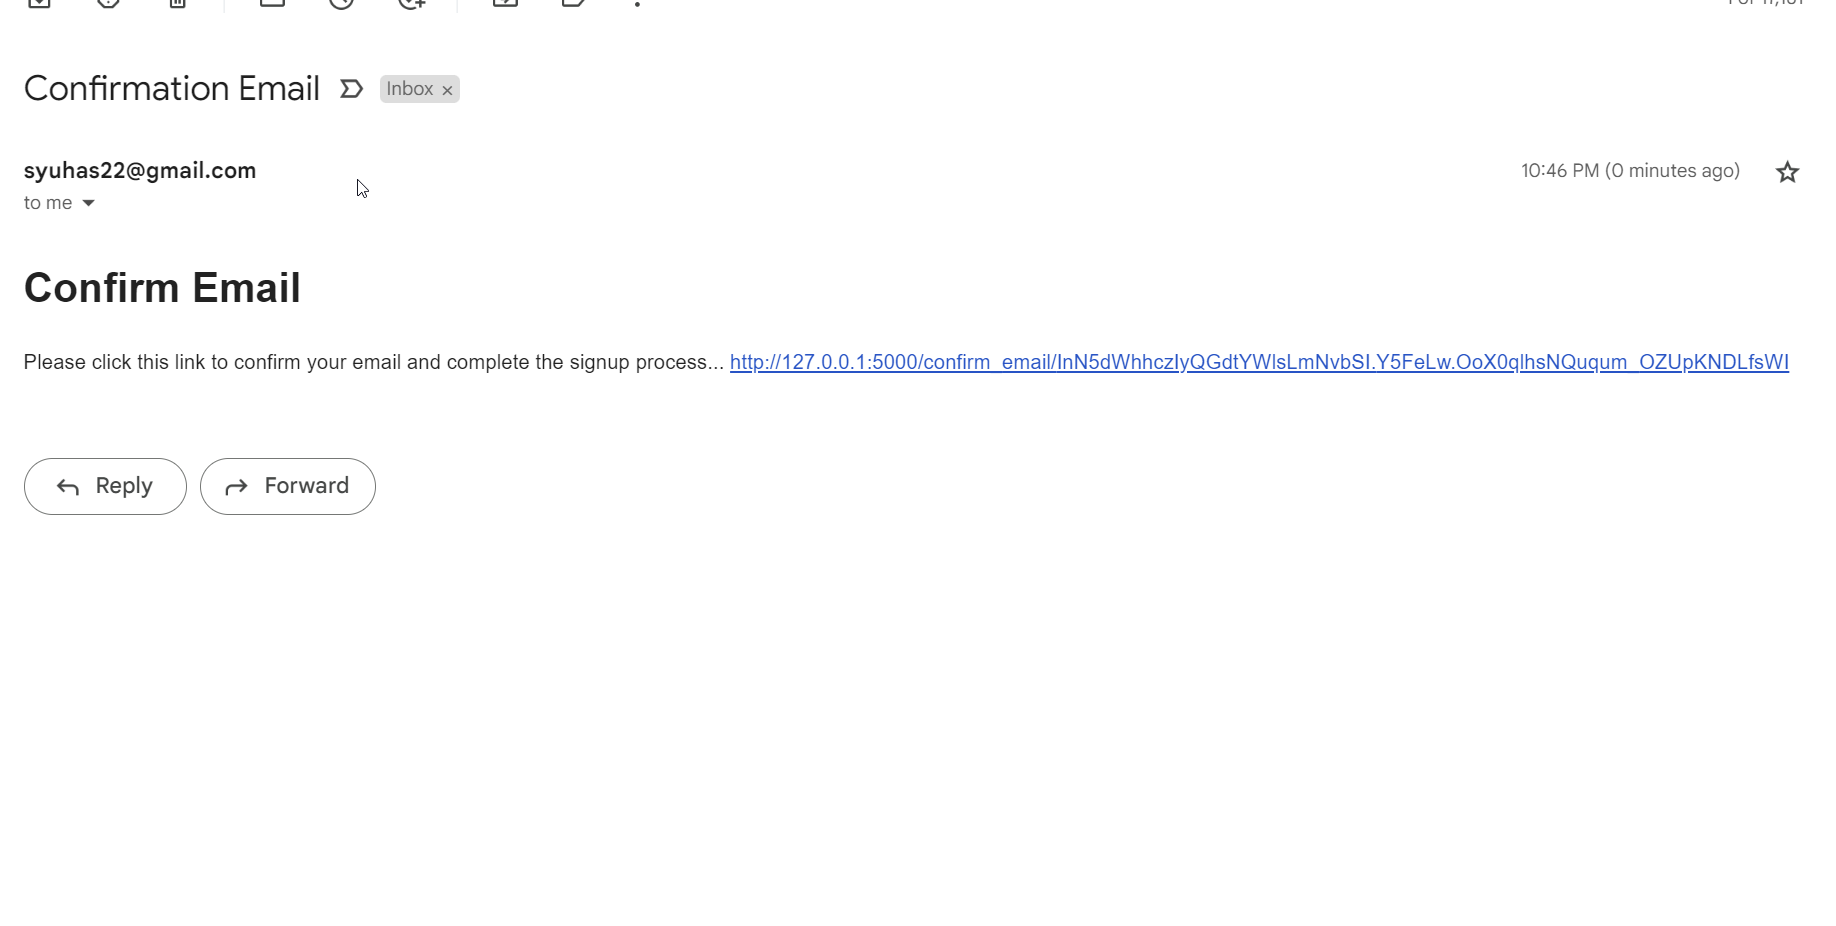 Confirmation Email
Inbox ×
syuhas22@gmail.com
10:46 PM (0 minutes ago)
to me
Confirm Email
Please click this link to confirm your email and complete the signup process... http://127.0.0.1:5000/confirm_email/InN5dWhhczIyQGdtYWlsLmNvbSI.Y5FeLw.OoX0qlhsNQuqum_OZUpKNDLfsWI
Reply
Forward